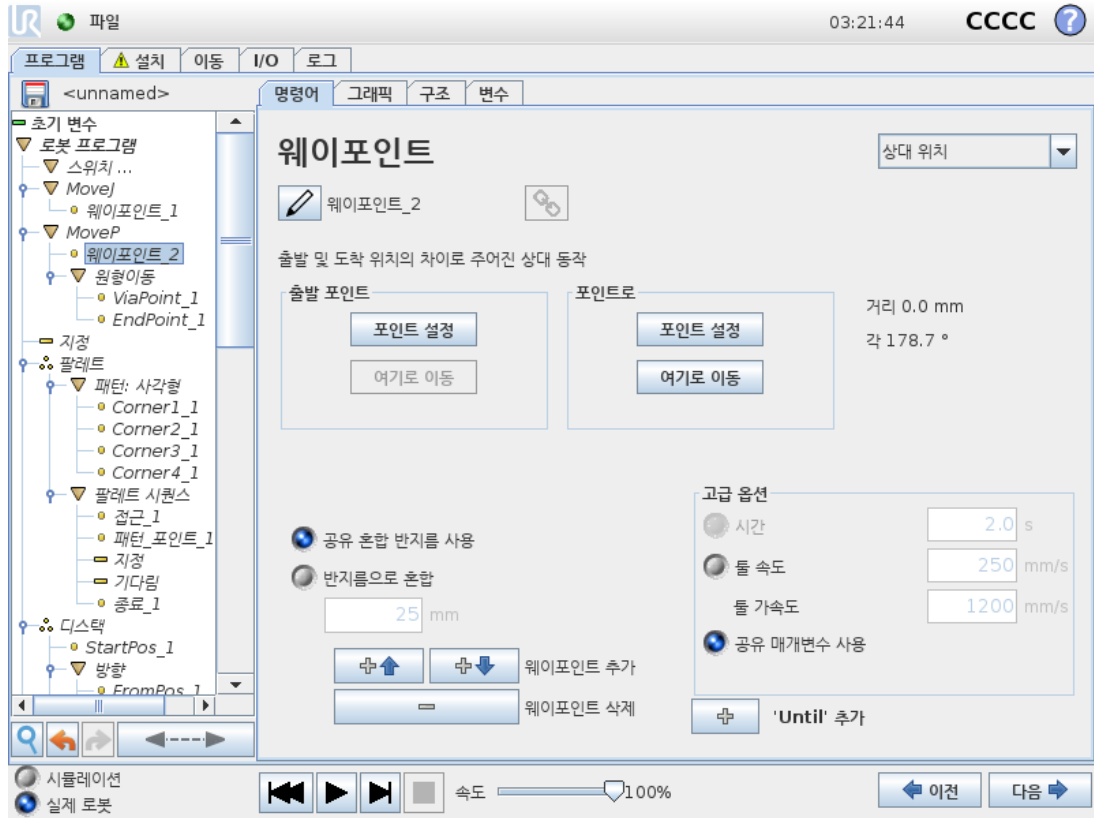 UR 파일 03:21:44 CCCC ?
프로그램 설치 이동 I/O 로그
<unnamed>
명령어 그래픽 구조 변수
초기 변수
로봇 프로그램
스위치 ...
MoveJ
웨이포인트_1
MoveP
웨이포인트_2
원형이동
ViaPoint_1
EndPoint_1
지정
팔레트
패턴: 사각형
Corner1_1
Corner2_1
Corner3_1
Corner4_1
팔레트 시퀀스
접근_1
패턴_포인트_1
지정
기다림
종료_1
디스택
StartPos_1
방향
FromPos_1
웨이포인트
상대 위치
웨이포인트_2
출발 및 도착 위치의 차이로 주어진 상대 동작
출발 포인트
포인트 설정
여기로 이동
포인트로
포인트 설정
여기로 이동
거리 0.0 mm
각 178.7 °
공유 혼합 반지름 사용
반지름으로 혼합
25 mm
웨이포인트 추가
웨이포인트 삭제
고급 옵션
시간 2.0 s
툴 속도 250 mm/s
툴 가속도 1200 mm/s
공유 매개변수 사용
'Until' 추가
시뮬레이션
실제 로봇
속도 100%
이전 다음